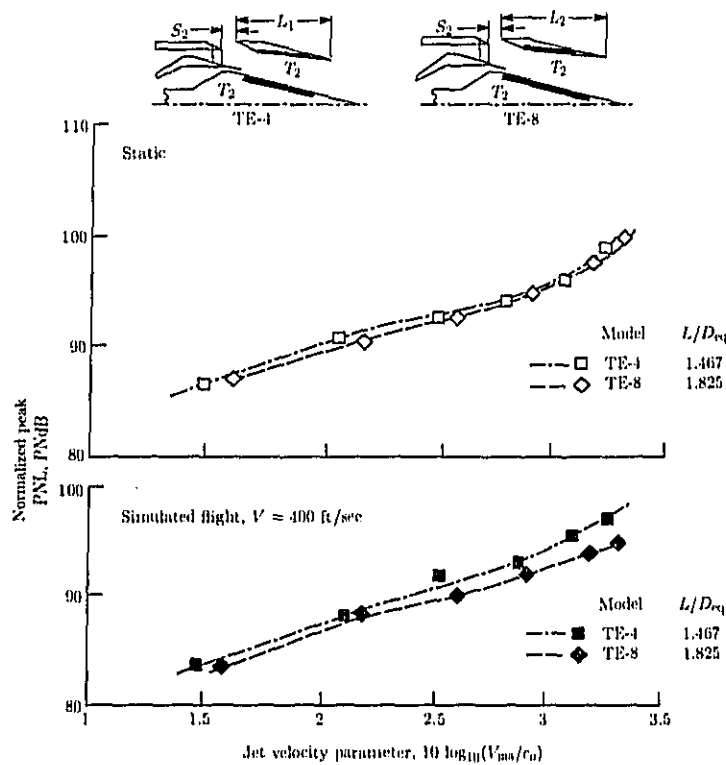 S2 L1
T2
T2
TE-4
S2 L2
T2
T2
TE-8
Normalized peak
PNL, PNdB
110
100
90
80
Static
Model L/Deq
TE-4 1.467
TE-8 1.825
100
90
80
Simulated flight, V = 400 ft/sec
Model L/Deq
TE-4 1.467
TE-8 1.825
1 1.5 2 2.5 3 3.5
Jet velocity parameter, 10 log10(Vma/c0)